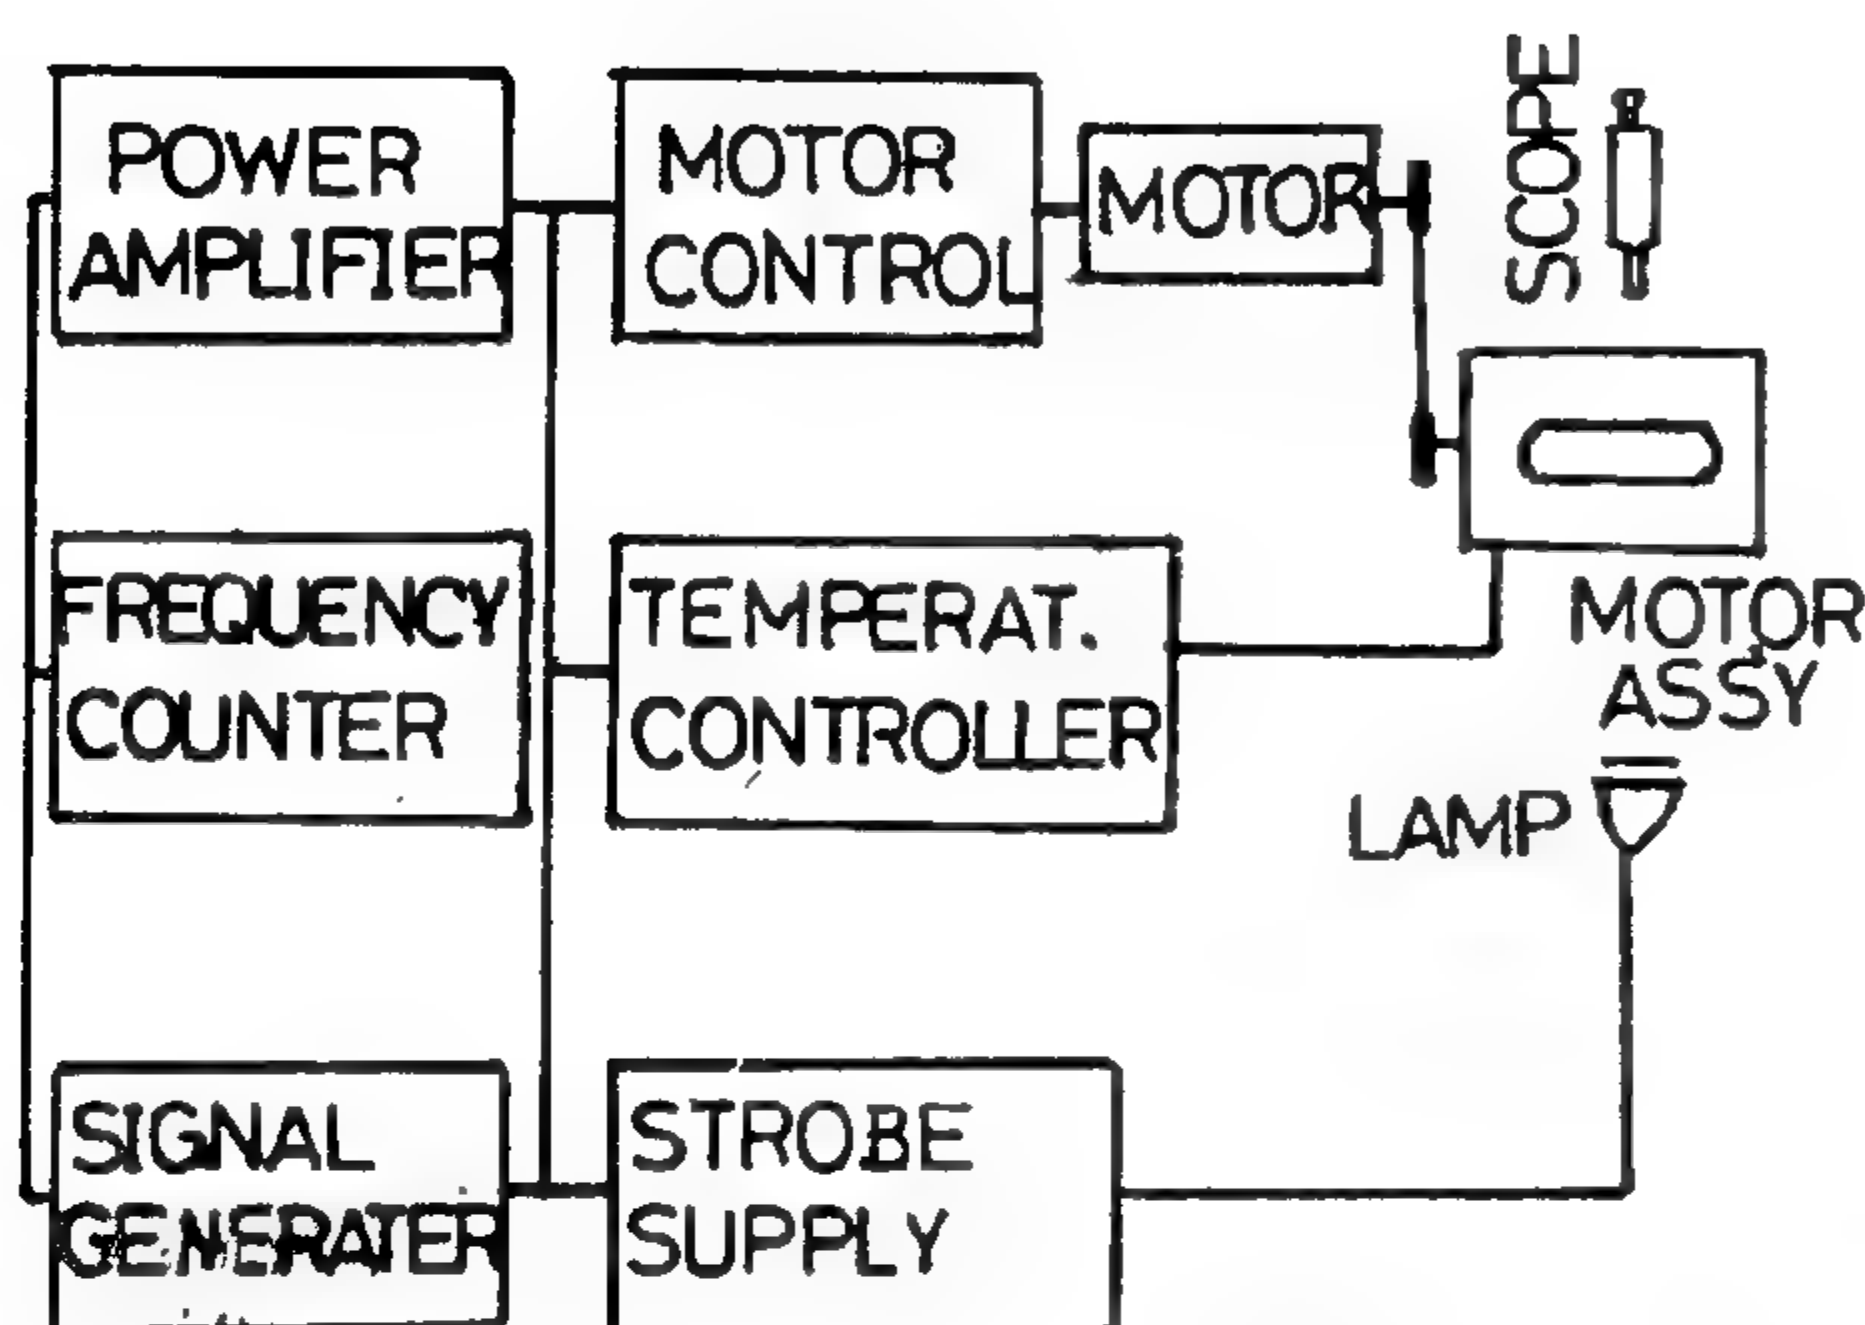 POWER
AMPLIFIER
MOTOR
CONTROL
MOTOR
SCOPE
FREQUENCY
COUNTER
TEMPERAT.
CONTROLLER
MOTOR
ASSY
LAMP
SIGNAL
GENERATER
STROBE
SUPPLY